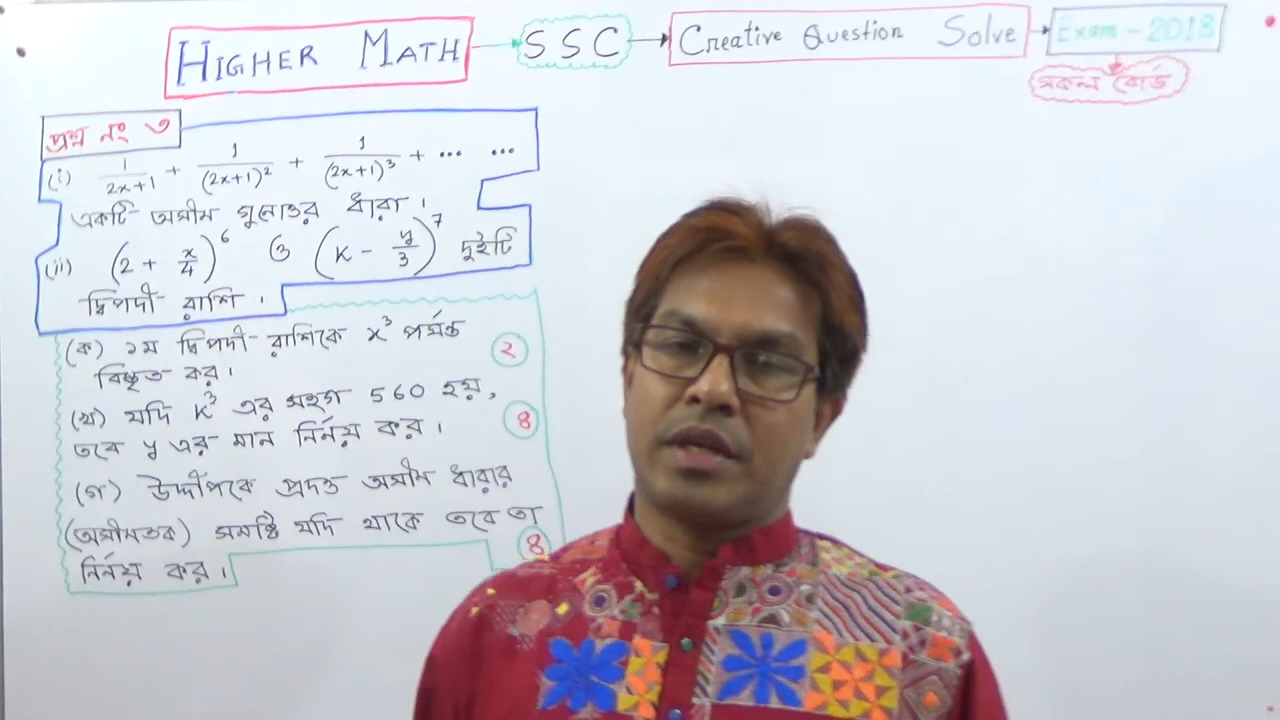 HIGHER MATH → SSC → Creative Question Solve → Exam - 2018
সকল বোর্ড
প্রশ্ন নং ৩
(i) 1/(2x+1) + 1/(2x+1)² + 1/(2x+1)³ + ... ...
একটি অসীম গুনোত্তর ধারা।
(ii) (2 + x/4)⁶ ও (K - y/3)⁷ দুইটি
দ্বিপদী রাশি।
(ক) ১ম দ্বিপদী রাশিকে x³ পর্যন্ত
বিস্তৃত কর। ২
(খ) যদি K³ এর সহগ 560 হয়,
তবে y এর মান নির্নয় কর। ৪
(গ) উদ্দীপকে প্রদত্ত অসীম ধারার
(অসীমতক) সমষ্টি যদি থাকে তবে তা
নির্নয় কর। ৪